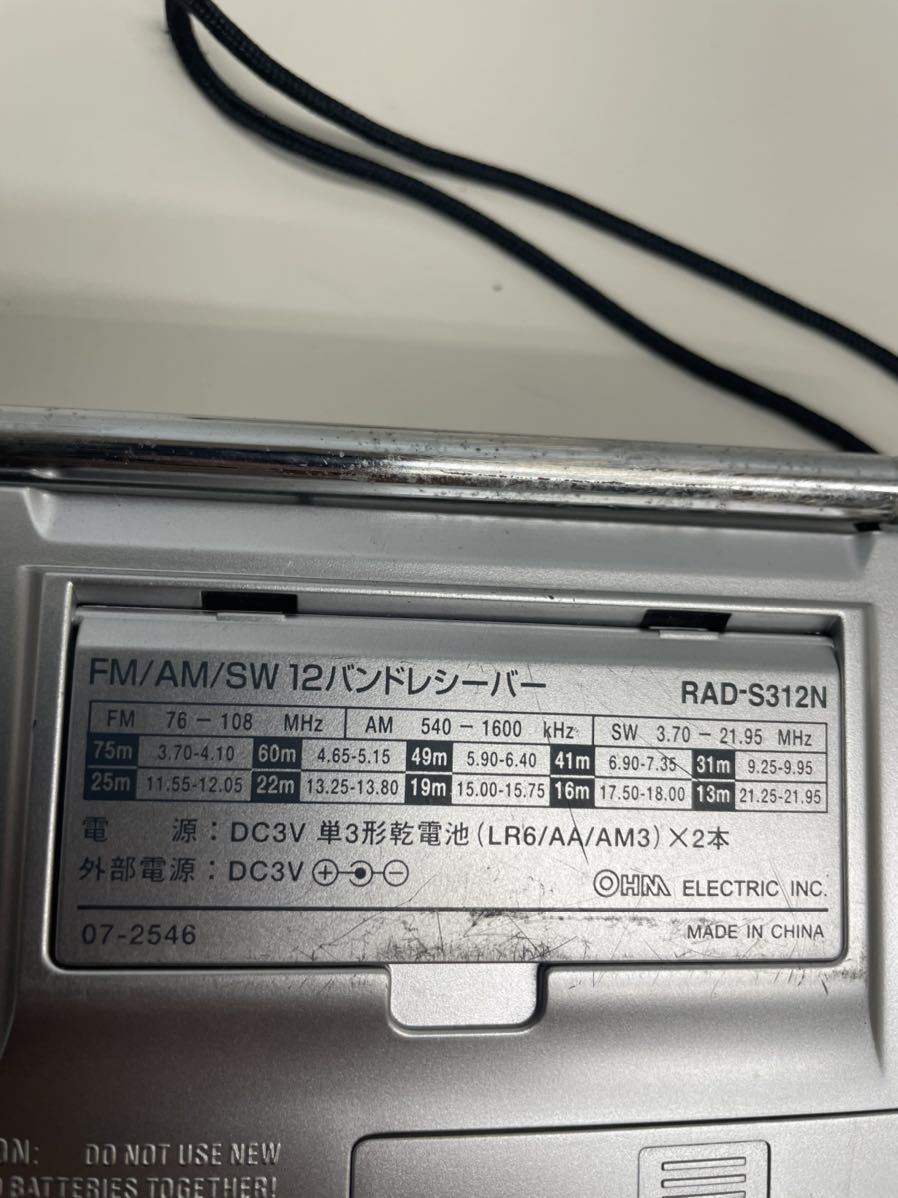 FM/AM/SW 12バンドレシーバー RAD-S312N
FM 76-108 MHz AM 540-1600 kHz SW 3.70-21.95 MHz
75m 3.70-4.10 60m 4.65-5.15 49m 5.90-6.40 41m 6.90-7.35 31m 9.25-9.95
25m 11.55-12.05 22m 13.25-13.80 19m 15.00-15.75 16m 17.50-18.00 13m 21.25-21.95
電　源：DC3V 単3形乾電池(LR6/AA/AM3)×2本
外部電源：DC3V
OHM ELECTRIC INC.
07-2546 MADE IN CHINA
DO NOT USE NEW
BATTERIES TOGETHER!